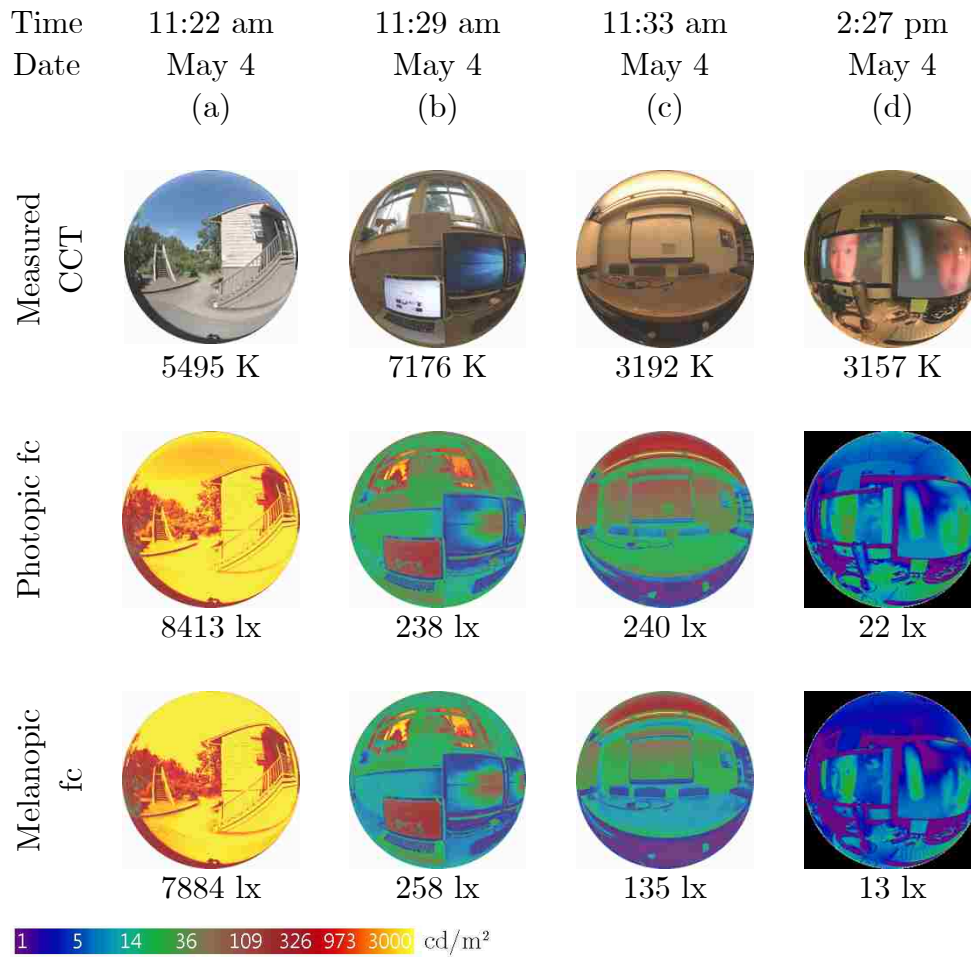 Time 11:22 am 11:29 am 11:33 am 2:27 pm
Date May 4 May 4 May 4 May 4
(a) (b) (c) (d)
Measured
CCT
5495 K 7176 K 3192 K 3157 K
Photopic fc
8413 lx 238 lx 240 lx 22 lx
Melanopic
fc
7884 lx 258 lx 135 lx 13 lx
1 5 14 36 109 326 973 3000 cd/m²